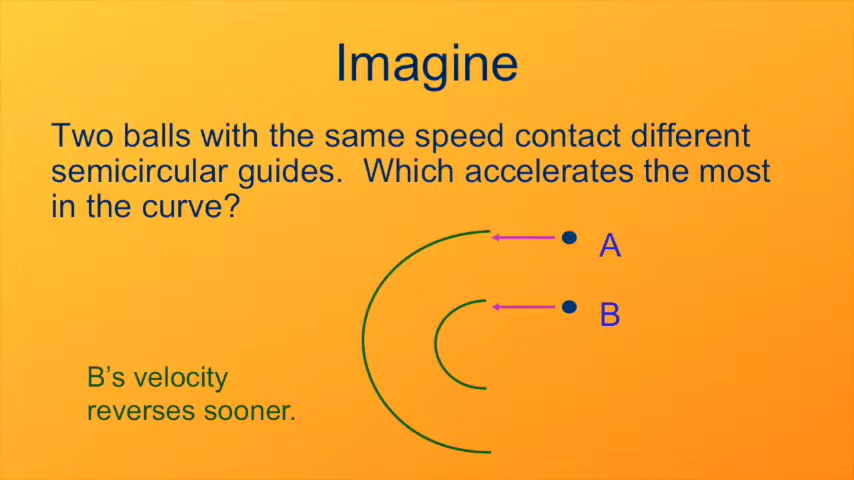 Imagine
Two balls with the same speed contact different
semicircular guides.  Which accelerates the most
in the curve?
A
B
B's velocity
reverses sooner.